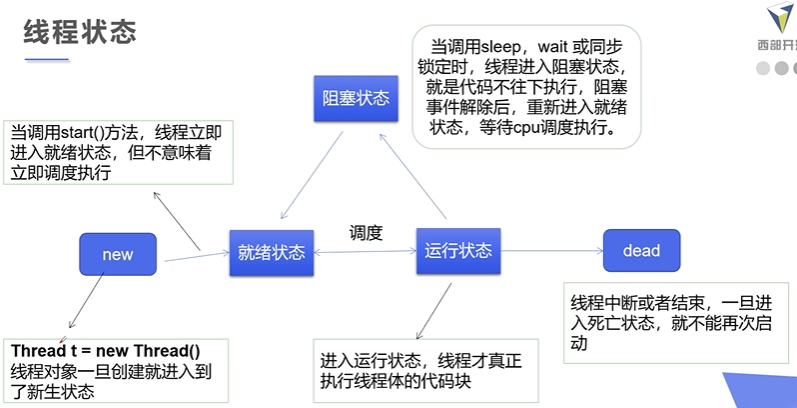 线程状态
西部开
当调用sleep，wait 或同步
锁定时，线程进入阻塞状态，
就是代码不往下执行，阻塞
事件解除后，重新进入就绪
状态，等待cpu调度执行。
阻塞状态
当调用start()方法，线程立即
进入就绪状态，但不意味着
立即调度执行
new
就绪状态
调度
运行状态
dead
Thread t = new Thread()
线程对象一旦创建就进入到
了新生状态
进入运行状态，线程才真正
执行线程体的代码块
线程中断或者结束，一旦进
入死亡状态，就不能再次启
动